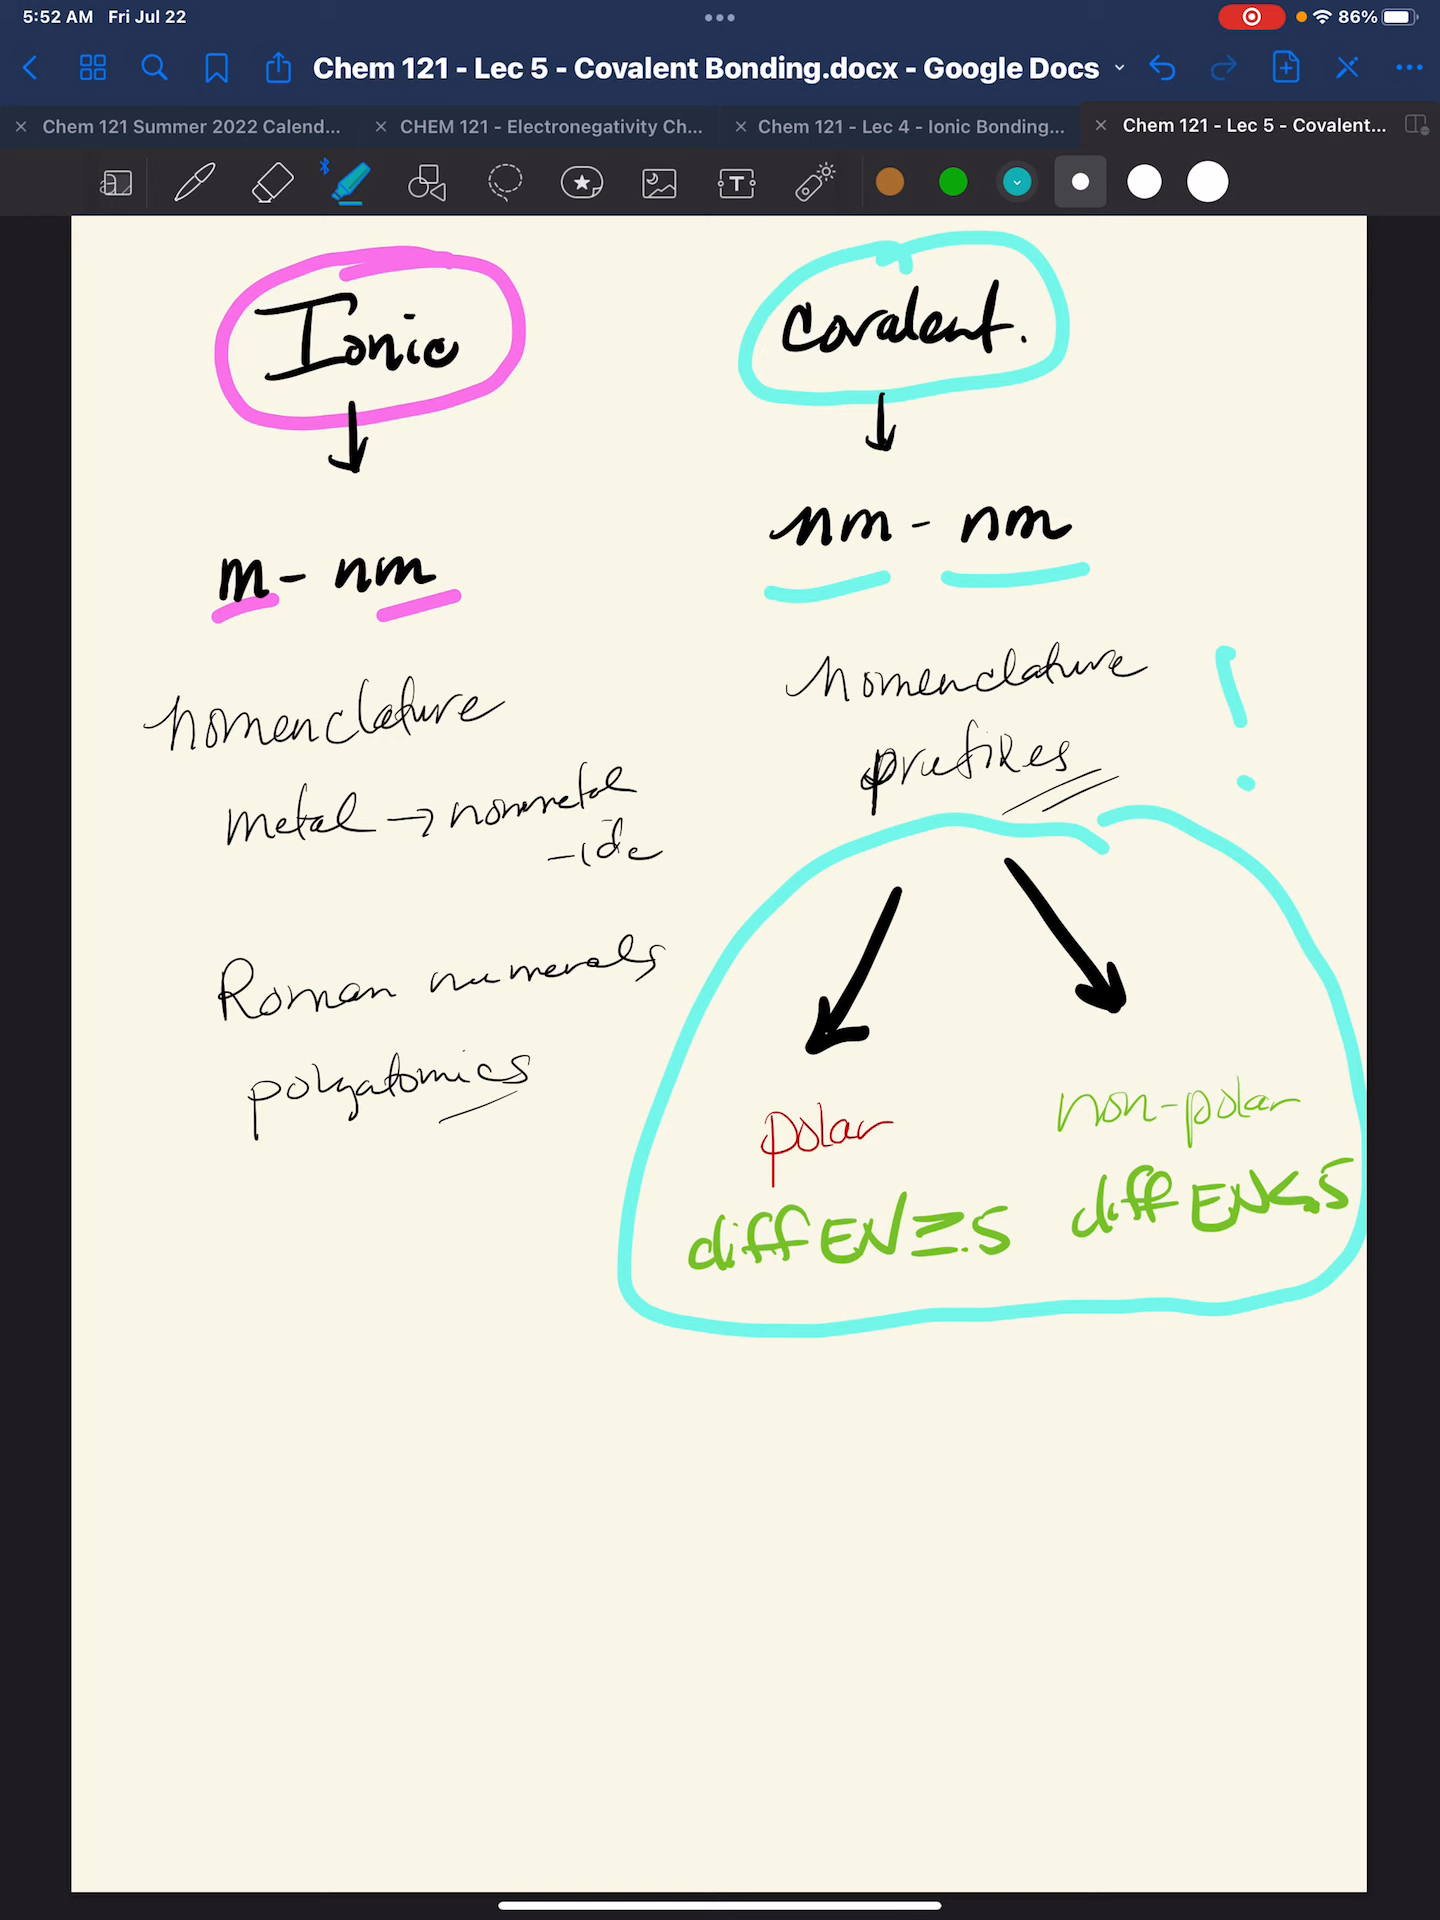 5:52 AM Fri Jul 22
86%
Chem 121 - Lec 5 - Covalent Bonding.docx - Google Docs
Chem 121 Summer 2022 Calend...
CHEM 121 - Electronegativity Ch...
Chem 121 - Lec 4 - Ionic Bonding...
Chem 121 - Lec 5 - Covalent...
T
Ionic
m - nm
nomenclature
metal → nonmetal
-ide
Roman numerals
polyatomics
Covalent.
nm - nm
nomenclature
prefixes
!
polar
diff EN ≥ .5
non-polar
diff EN < .5